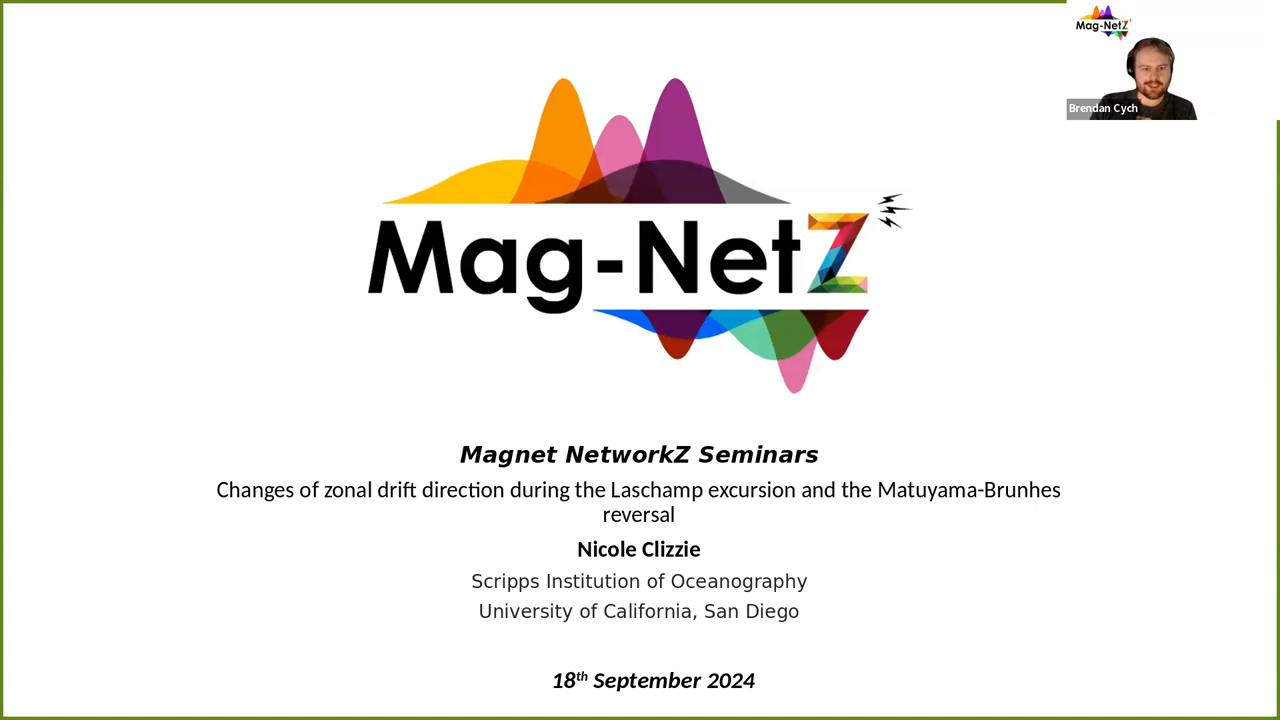 Mag-NetZ
Brendan Cych
Mag-NetZ
Magnet NetworkZ Seminars
Changes of zonal drift direction during the Laschamp excursion and the Matuyama-Brunhes
reversal
Nicole Clizzie
Scripps Institution of Oceanography
University of California, San Diego
18th September 2024